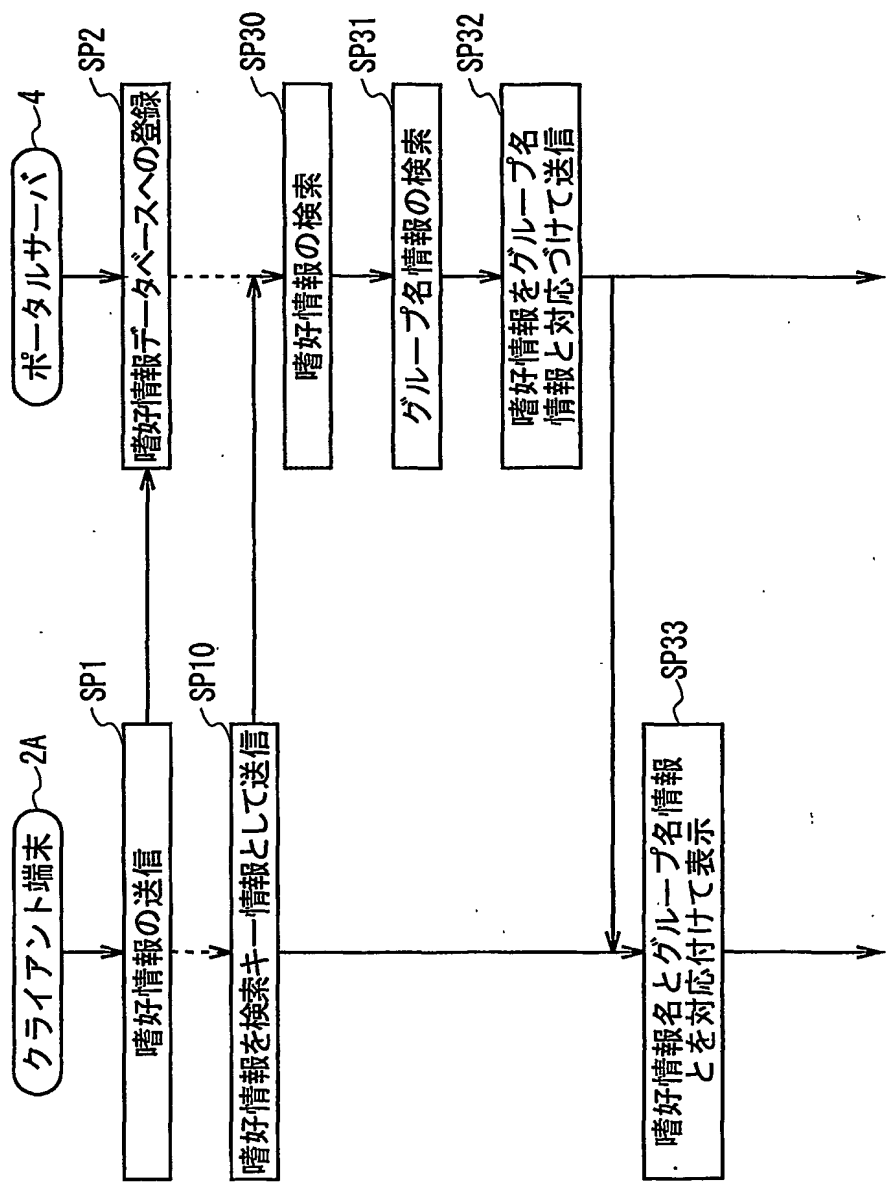 クライアント端末
2A
ポータルサーバ
4
SP1
嗜好情報の送信
SP2
嗜好情報データベースへの登録
SP10
嗜好情報を検索キー情報として送信
SP30
嗜好情報の検索
SP31
グループ名情報の検索
SP32
嗜好情報をグループ名
情報と対応づけて送信
SP33
嗜好情報名とグループ名情報
とを対応付けて表示